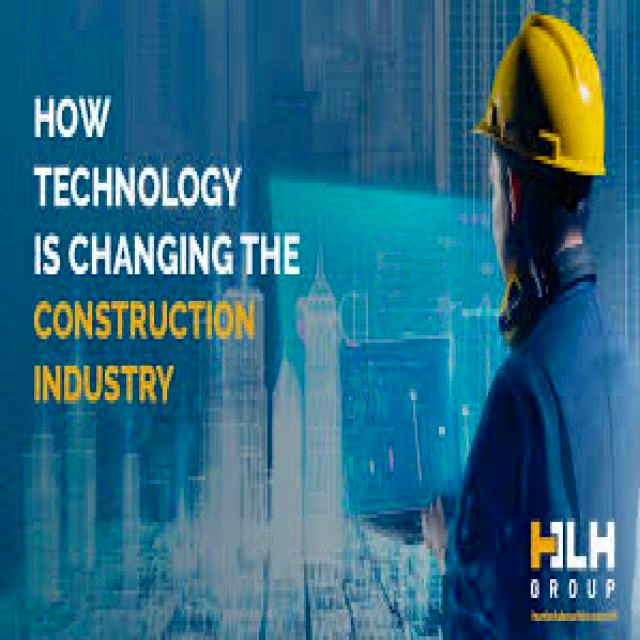 HOW
TECHNOLOGY
IS CHANGING THE
CONSTRUCTION
INDUSTRY
HLH
GROUP